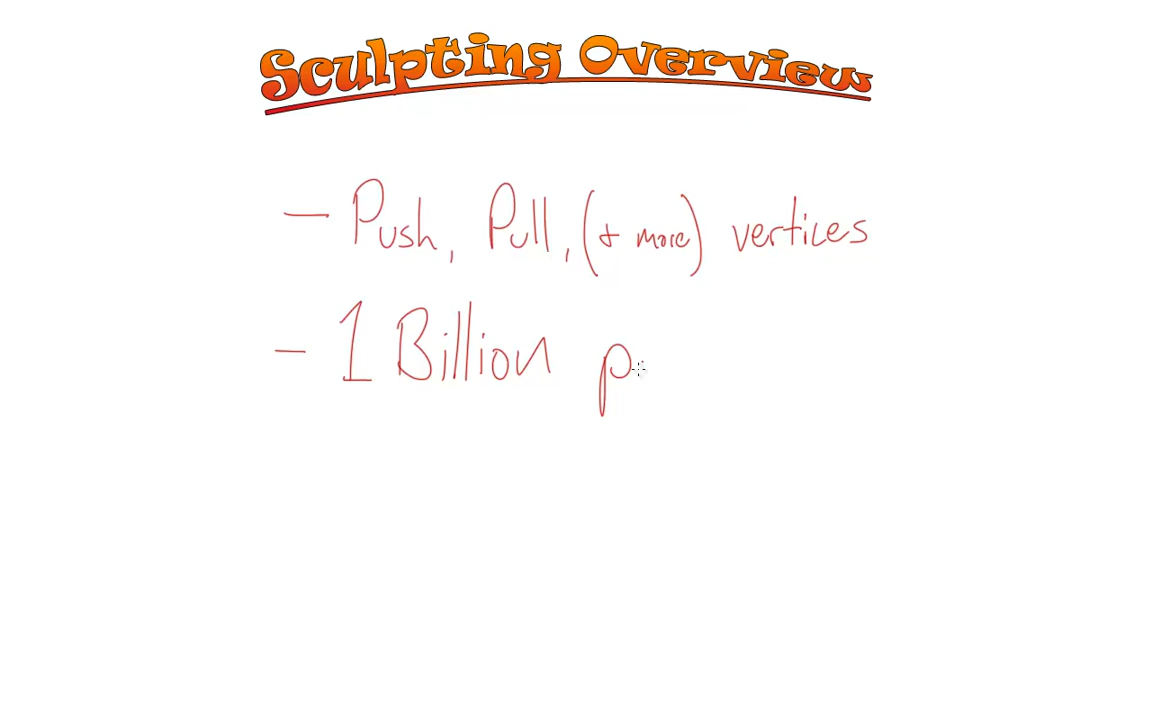 Sculpting Overview
- Push, Pull, (+ more) vertices
- 1 Billion p